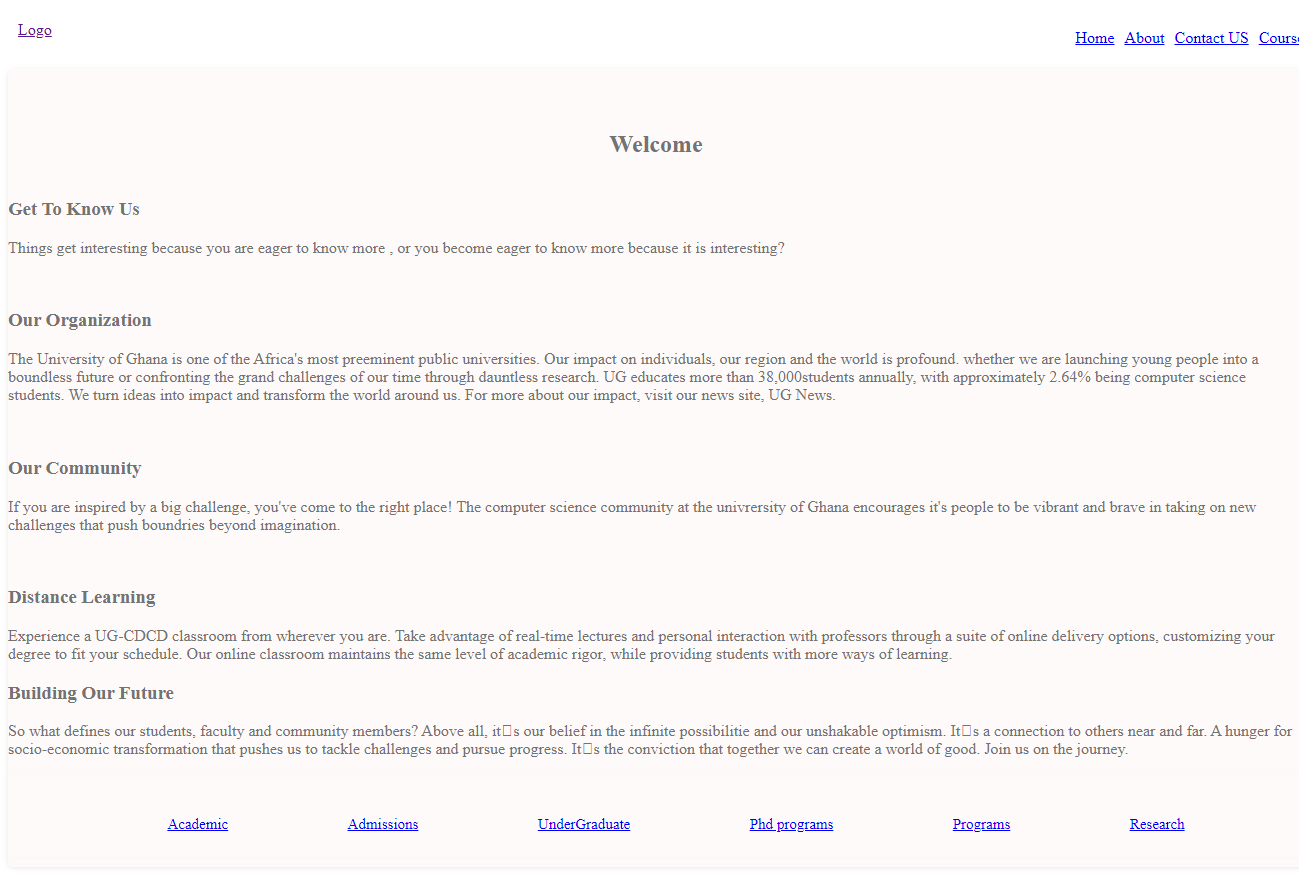 Logo
Home About Contact US Cours
Welcome
Get To Know Us
Things get interesting because you are eager to know more , or you become eager to know more because it is interesting?
Our Organization
The University of Ghana is one of the Africa's most preeminent public universities. Our impact on individuals, our region and the world is profound. whether we are launching young people into a
boundless future or confronting the grand challenges of our time through dauntless research. UG educates more than 38,000students annually, with approximately 2.64% being computer science
students. We turn ideas into impact and transform the world around us. For more about our impact, visit our news site, UG News.
Our Community
If you are inspired by a big challenge, you've come to the right place! The computer science community at the univrersity of Ghana encourages it's people to be vibrant and brave in taking on new
challenges that push boundries beyond imagination.
Distance Learning
Experience a UG-CDCD classroom from wherever you are. Take advantage of real-time lectures and personal interaction with professors through a suite of online delivery options, customizing your
degree to fit your schedule. Our online classroom maintains the same level of academic rigor, while providing students with more ways of learning.
Building Our Future
So what defines our students, faculty and community members? Above all, it□s our belief in the infinite possibilitie and our unshakable optimism. It□s a connection to others near and far. A hunger for
socio-economic transformation that pushes us to tackle challenges and pursue progress. It□s the conviction that together we can create a world of good. Join us on the journey.
Academic Admissions UnderGraduate Phd programs Programs Research